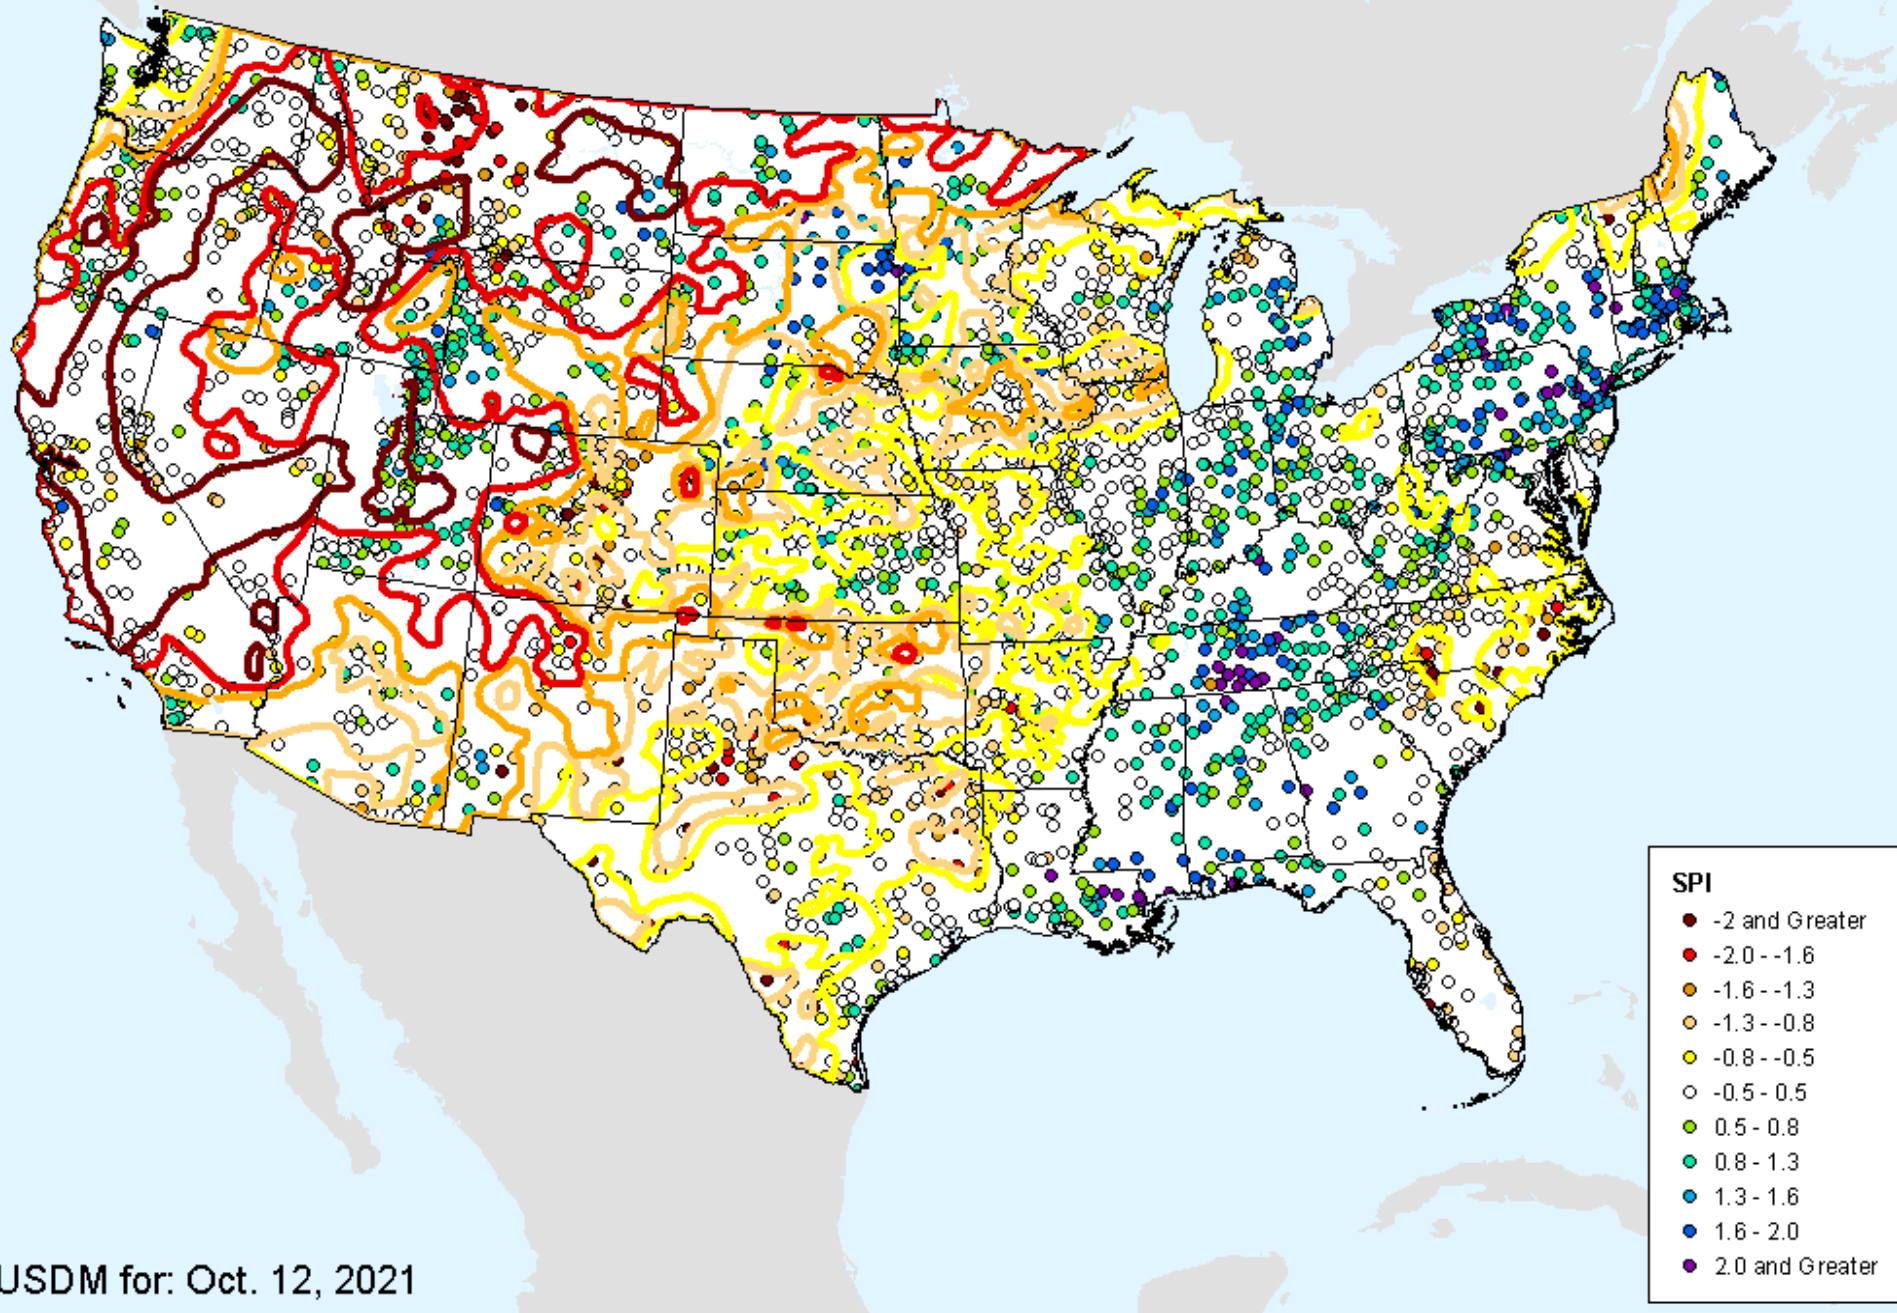 SPI
-2 and Greater
-2.0 - -1.6
-1.6 - -1.3
-1.3 - -0.8
-0.8 - -0.5
-0.5 - 0.5
0.5 - 0.8
0.8 - 1.3
1.3 - 1.6
1.6 - 2.0
2.0 and Greater
USDM for: Oct. 12, 2021